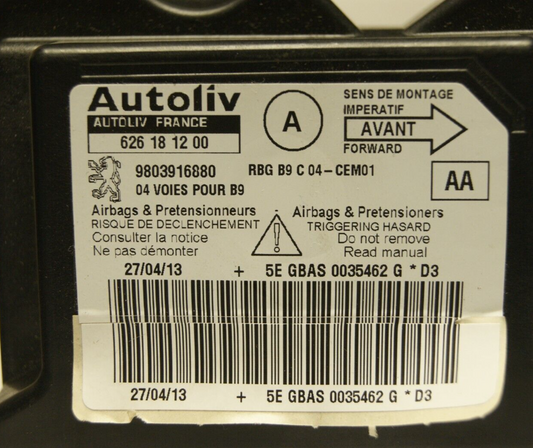 Autoliv
AUTOLIV FRANCE
626 18 12 00
A
SENS DE MONTAGE
IMPERATIF
AVANT
FORWARD
9803916880
RBG B9 C 04-CEM01
04 VOIES POUR B9
AA
Airbags & Pretensionneurs
RISQUE DE DECLENCHEMENT
Consulter la notice
Ne pas démonter
Airbags & Pretensioners
TRIGGERING HASARD
Do not remove
Read manual
27/04/13 + 5E GBAS 0035462 G * D3
27/04/13 + 5E GBAS 0035462 G * D3